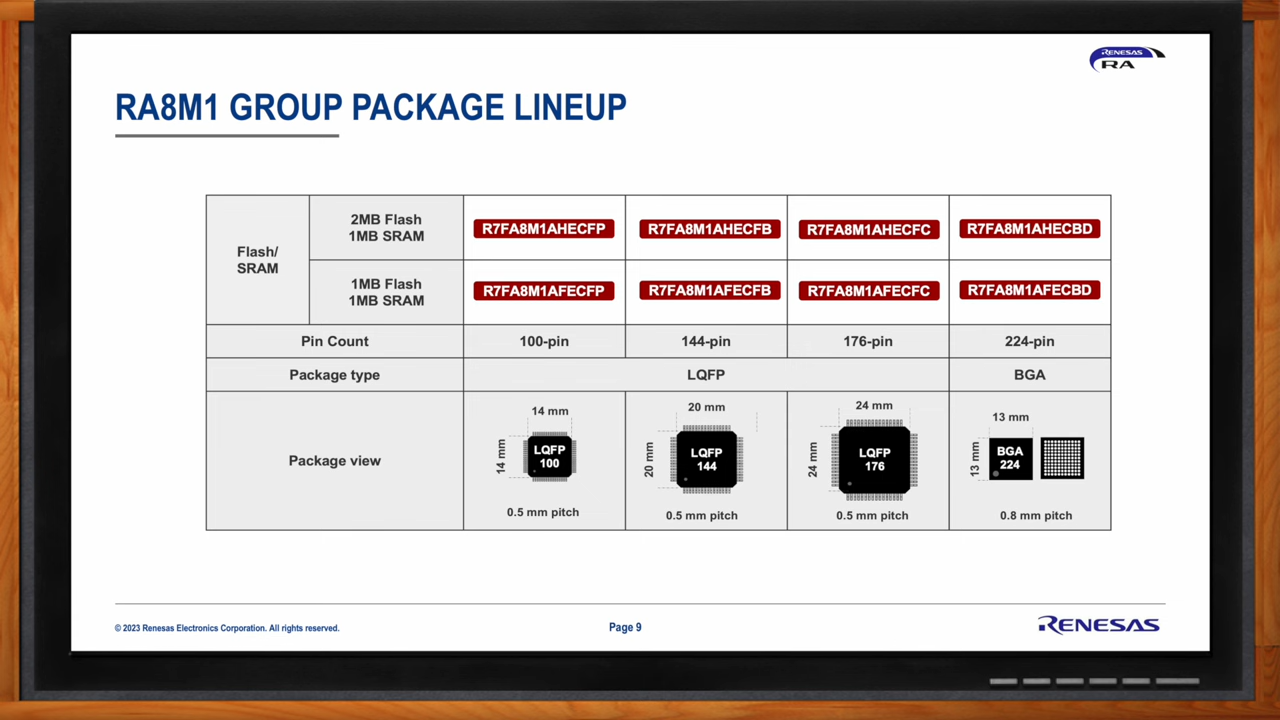 RENESAS
RA
RA8M1 GROUP PACKAGE LINEUP
Flash/
SRAM
2MB Flash
1MB SRAM
R7FA8M1AHECFP
R7FA8M1AHECFB
R7FA8M1AHECFC
R7FA8M1AHECBD
1MB Flash
1MB SRAM
R7FA8M1AFECFP
R7FA8M1AFECFB
R7FA8M1AFECFC
R7FA8M1AFECBD
Pin Count
100-pin
144-pin
176-pin
224-pin
Package type
LQFP
BGA
Package view
14 mm
14 mm
LQFP
100
0.5 mm pitch
20 mm
20 mm
LQFP
144
0.5 mm pitch
24 mm
24 mm
LQFP
176
0.5 mm pitch
13 mm
13 mm
BGA
224
0.8 mm pitch
© 2023 Renesas Electronics Corporation. All rights reserved.
Page 9
RENESAS